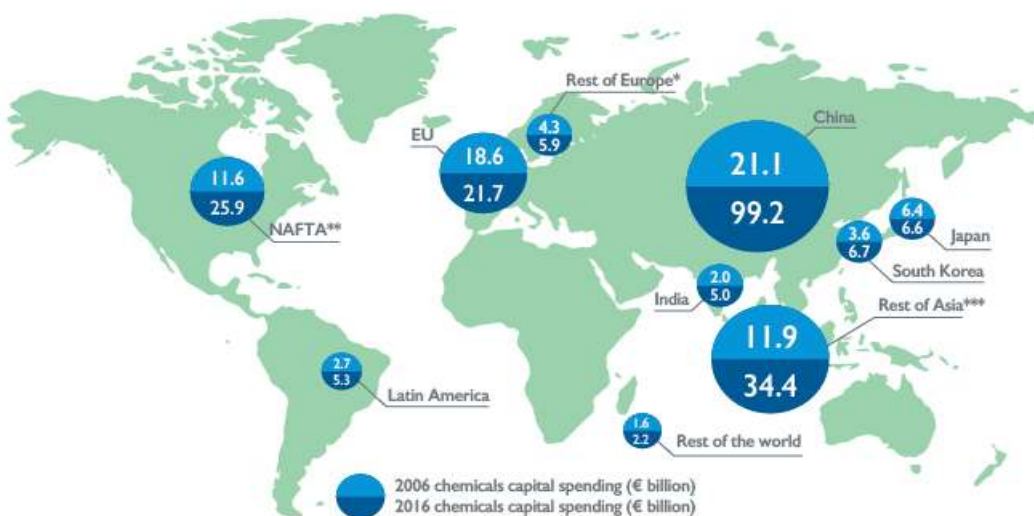 Rest of Europe*
4.3
5.9
EU
18.6
21.7
China
21.1
99.2
11.6
25.9
NAFTA**
6.4
6.6
Japan
3.6
6.7
South Korea
2.0
5.0
India
Rest of Asia***
11.9
34.4
2.7
5.3
Latin America
1.6
2.2
Rest of the world
2006 chemicals capital spending (€ billion)
2016 chemicals capital spending (€ billion)